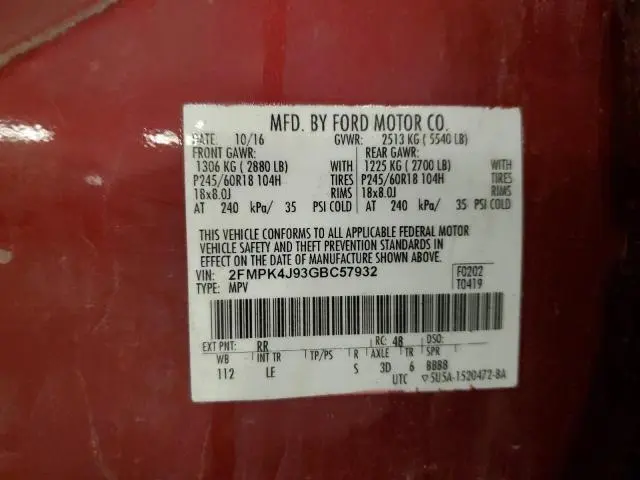 MFD. BY FORD MOTOR CO.
DATE: 10/16 GVWR: 2513 KG ( 5540 LB)
FRONT GAWR: REAR GAWR:
1306 KG ( 2880 LB) WITH 1225 KG ( 2700 LB) WITH
P245/60R18 104H TIRES P245/60R18 104H TIRES
18x8.0J RIMS 18x8.0J RIMS
AT 240 kPa/ 35 PSI COLD AT 240 kPa/ 35 PSI COLD
THIS VEHICLE CONFORMS TO ALL APPLICABLE FEDERAL MOTOR
VEHICLE SAFETY AND THEFT PREVENTION STANDARDS IN
EFFECT ON THE DATE OF MANUFACTURE SHOWN ABOVE.
VIN: 2FMPK4J93GBC57932 F0202
TYPE: MPV T0419
EXT PNT: RR RC: 48 DSO:
WB INT TR TP/PS R AXLE TR SPR
112 LE S 3D 6 BBBB
UTC ▽5U5A-1520472-BA